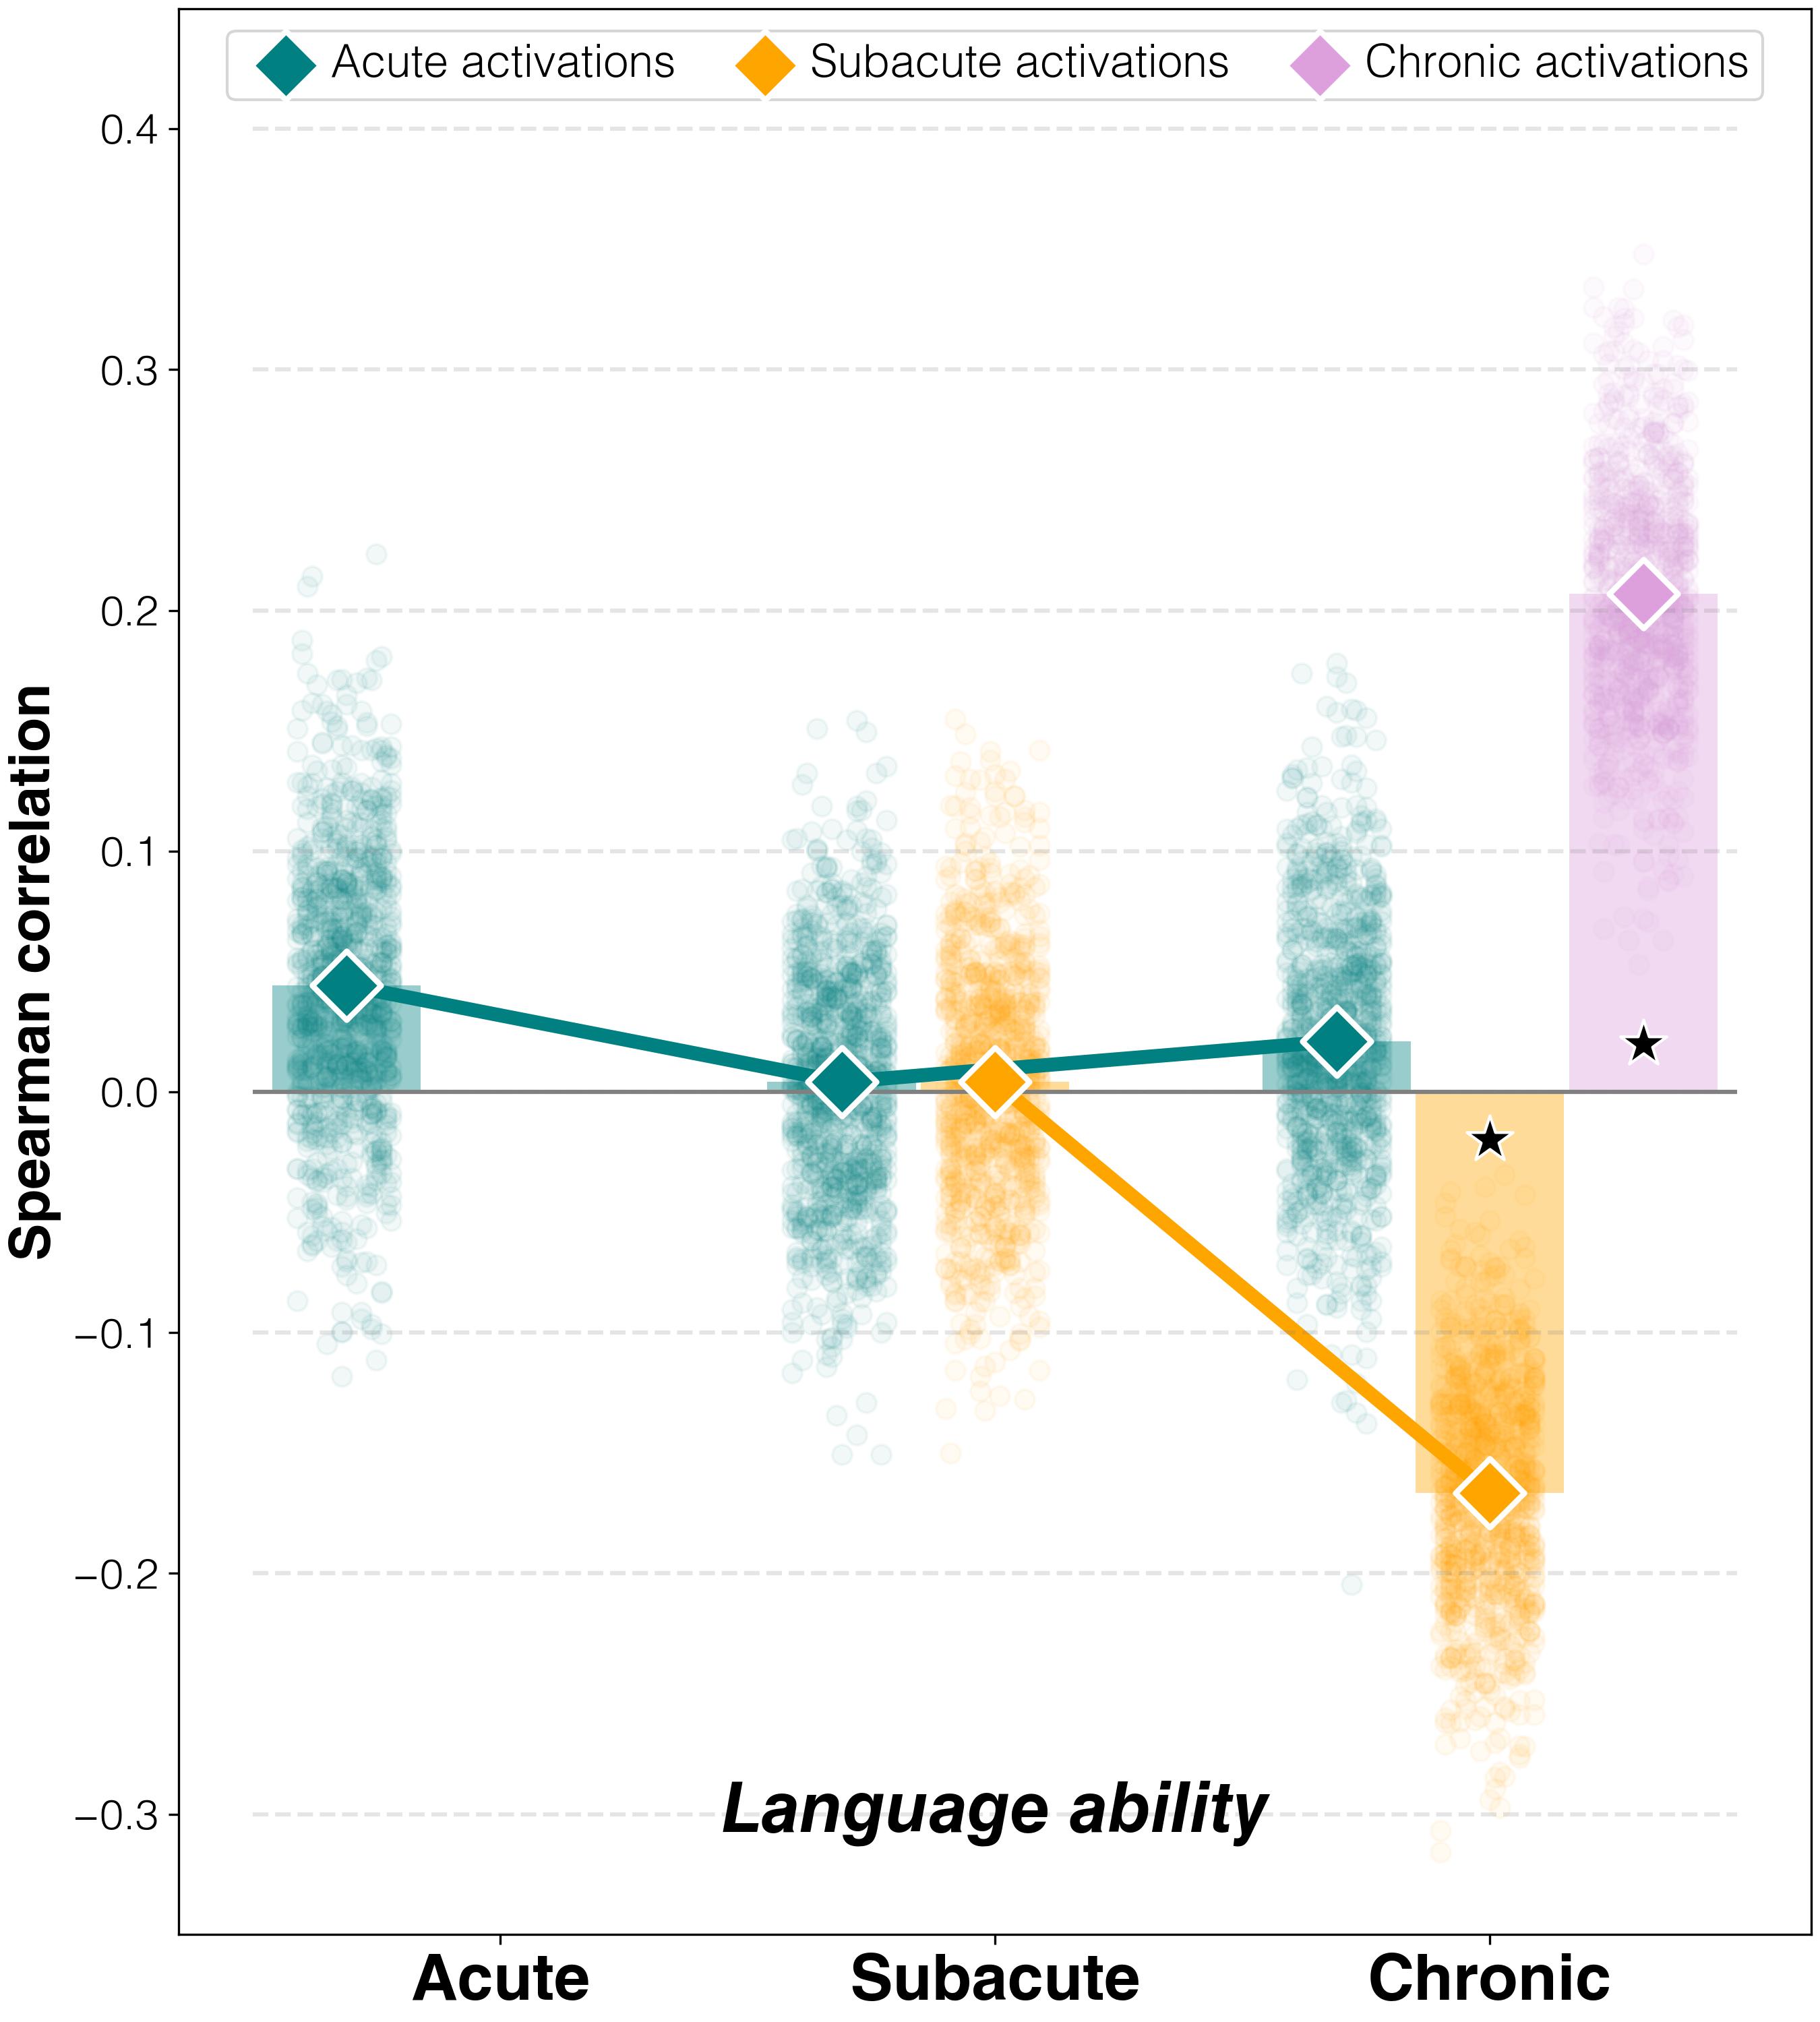 Acute activations
Subacute activations
Chronic activations
Spearman correlation
0.4
0.3
0.2
0.1
0.0
−0.1
−0.2
−0.3
Language ability
Acute
Subacute
Chronic